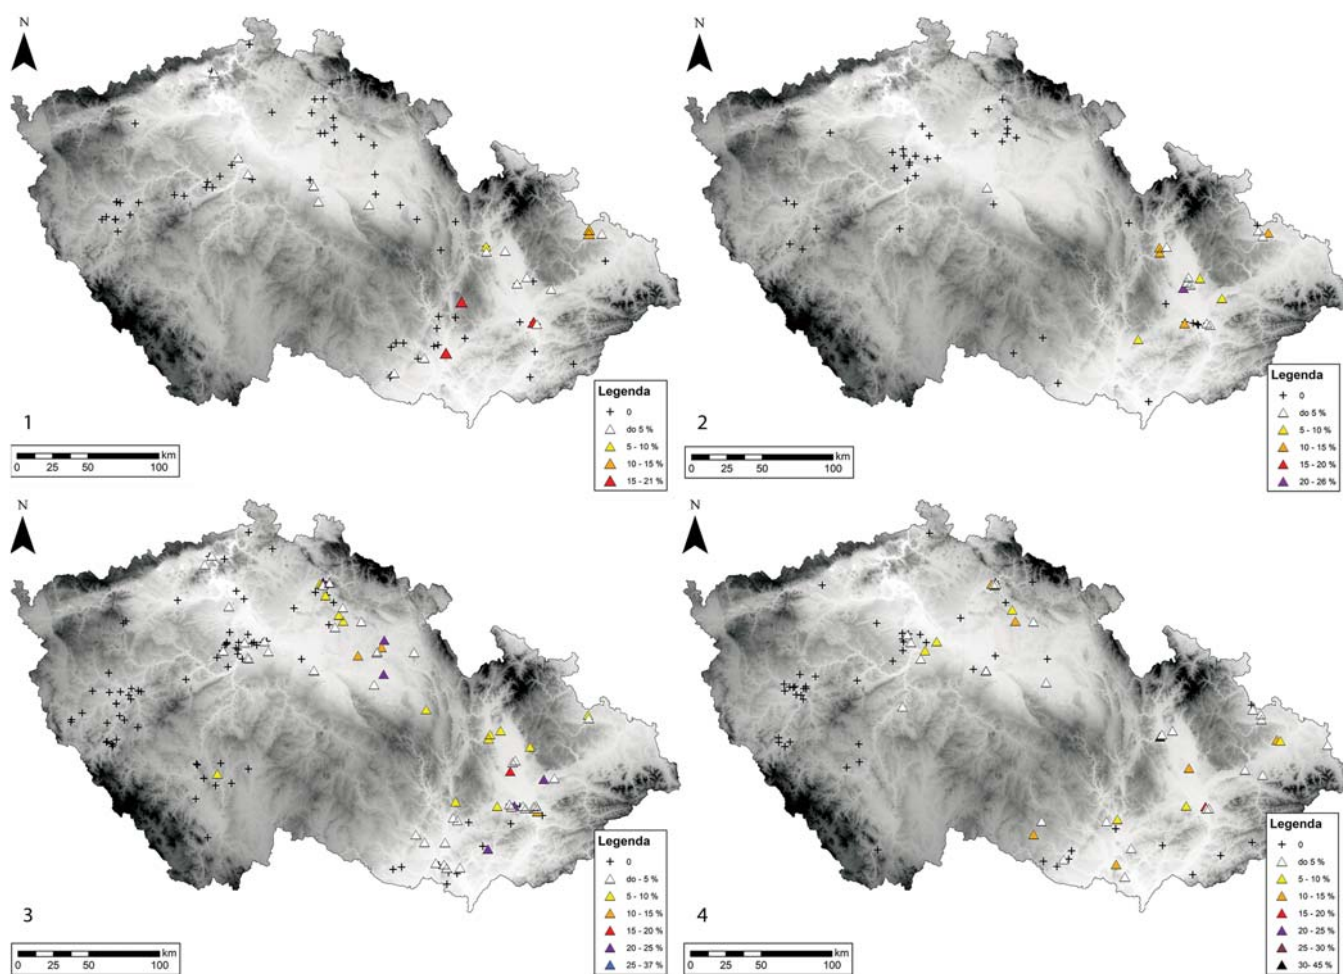 N
Legenda
0
do 5 %
5 - 10 %
10 - 15 %
15 - 21 %
1
km
0 25 50 100
N
Legenda
0
do 5 %
5 - 10 %
10 - 15 %
15 - 20 %
20 - 26 %
2
km
0 25 50 100
N
Legenda
0
do - 5 %
5 - 10 %
10 - 15 %
15 - 20 %
20 - 25 %
25 - 37 %
3
km
0 25 50 100
N
Legenda
0
do 5 %
5 - 10 %
10 - 15 %
15 - 20 %
20 - 25 %
25 - 30 %
30- 45 %
4
km
0 25 50 100